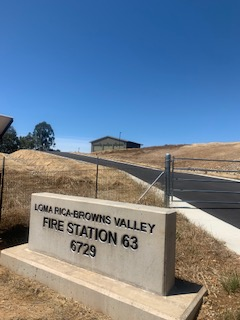 LOMA RICA-BROWNS VALLEY
FIRE STATION 63
6729